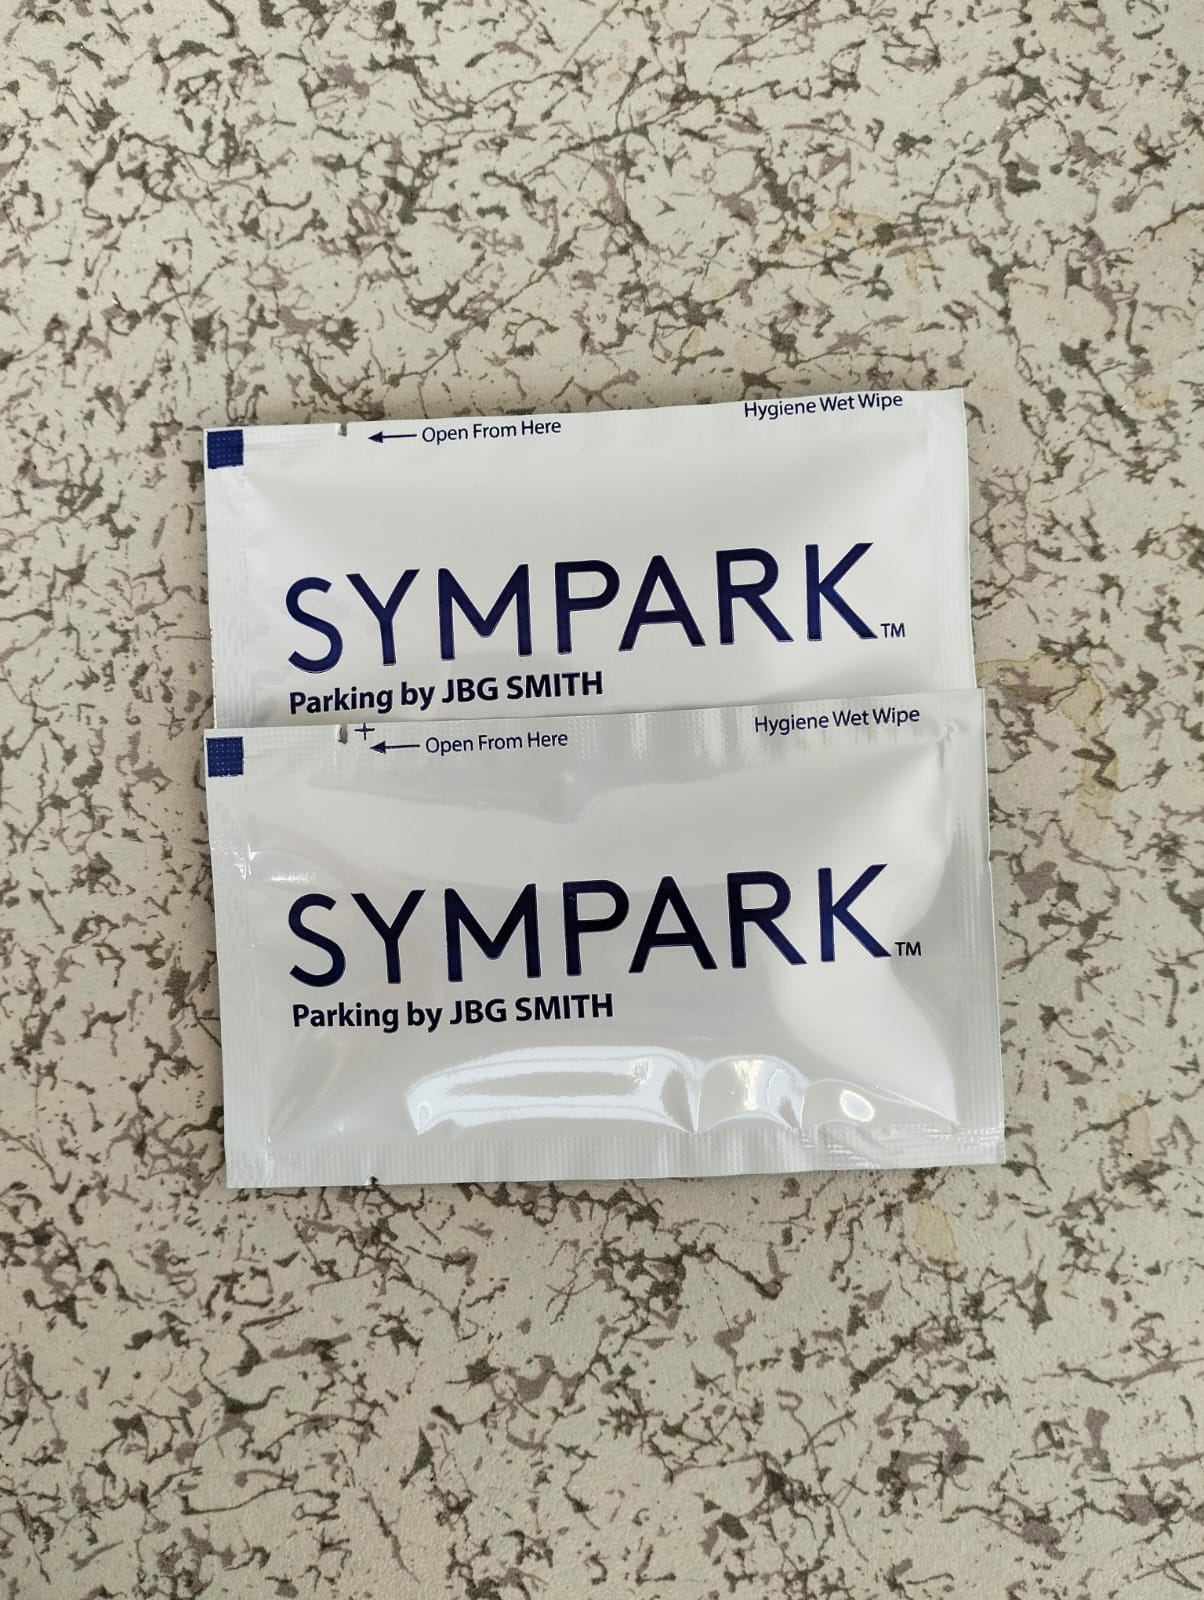 ← Open From Here
Hygiene Wet Wipe
SYMPARK™
Parking by JBG SMITH
+
← Open From Here
Hygiene Wet Wipe
SYMPARK™
Parking by JBG SMITH